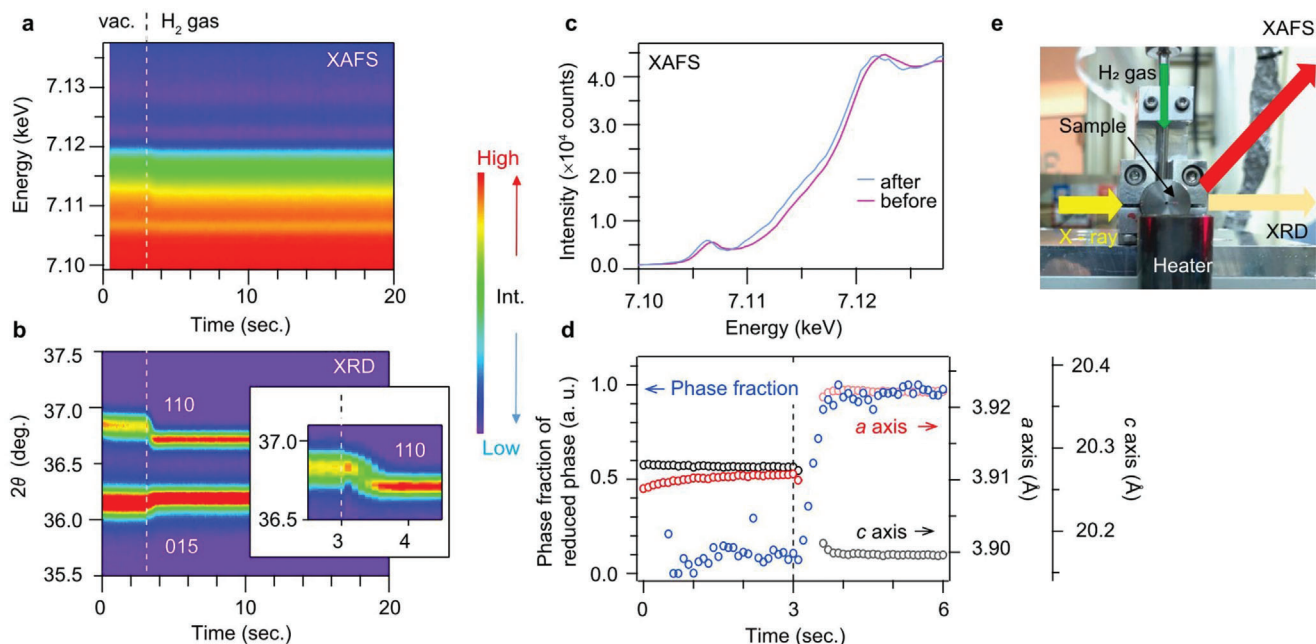 a
vac.
H2 gas
XAFS
7.13
7.12
7.11
7.10
Energy (keV)
0
10
20
Time (sec.)
High
Int.
Low
b
XRD
37.5
37.0
36.5
36.0
35.5
2θ (deg.)
110
015
0
10
20
Time (sec.)
37.0
36.5
110
3
4
c
XAFS
4.0
3.0
4.0
1.0
0.0
Intensity (×10⁴ counts)
after
before
7.10
7.11
7.12
Energy (keV)
d
1.0
0.5
0.0
Phase fraction of
reduced phase (a. u.)
Phase fraction
a axis
c axis
0
3
6
Time (sec.)
3.92
3.91
3.90
a axis (Å)
20.4
20.3
20.2
c axis (Å)
e
XAFS
H₂ gas
Sample
X = ray
XRD
Heater